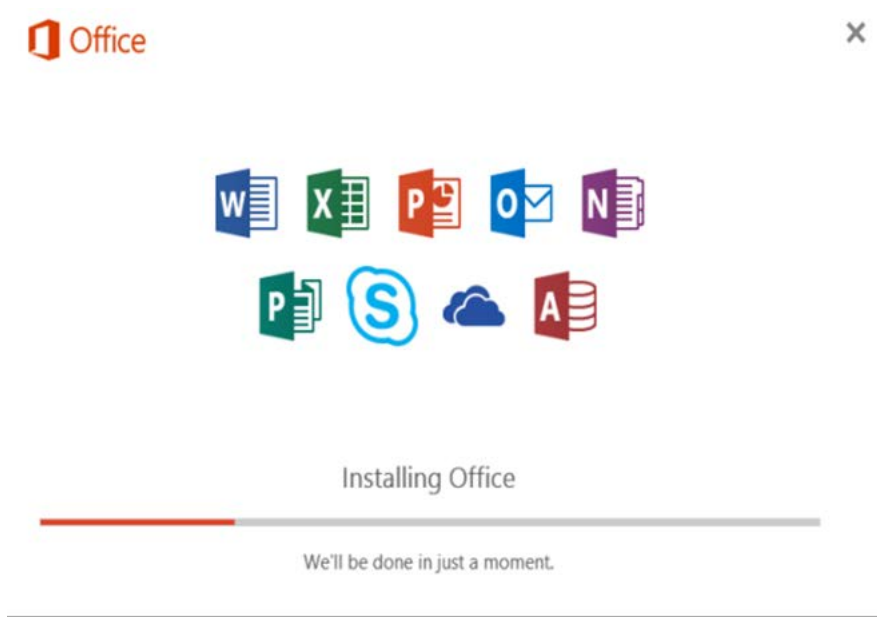 Office
W X P O N
P S A
Installing Office
We'll be done in just a moment.